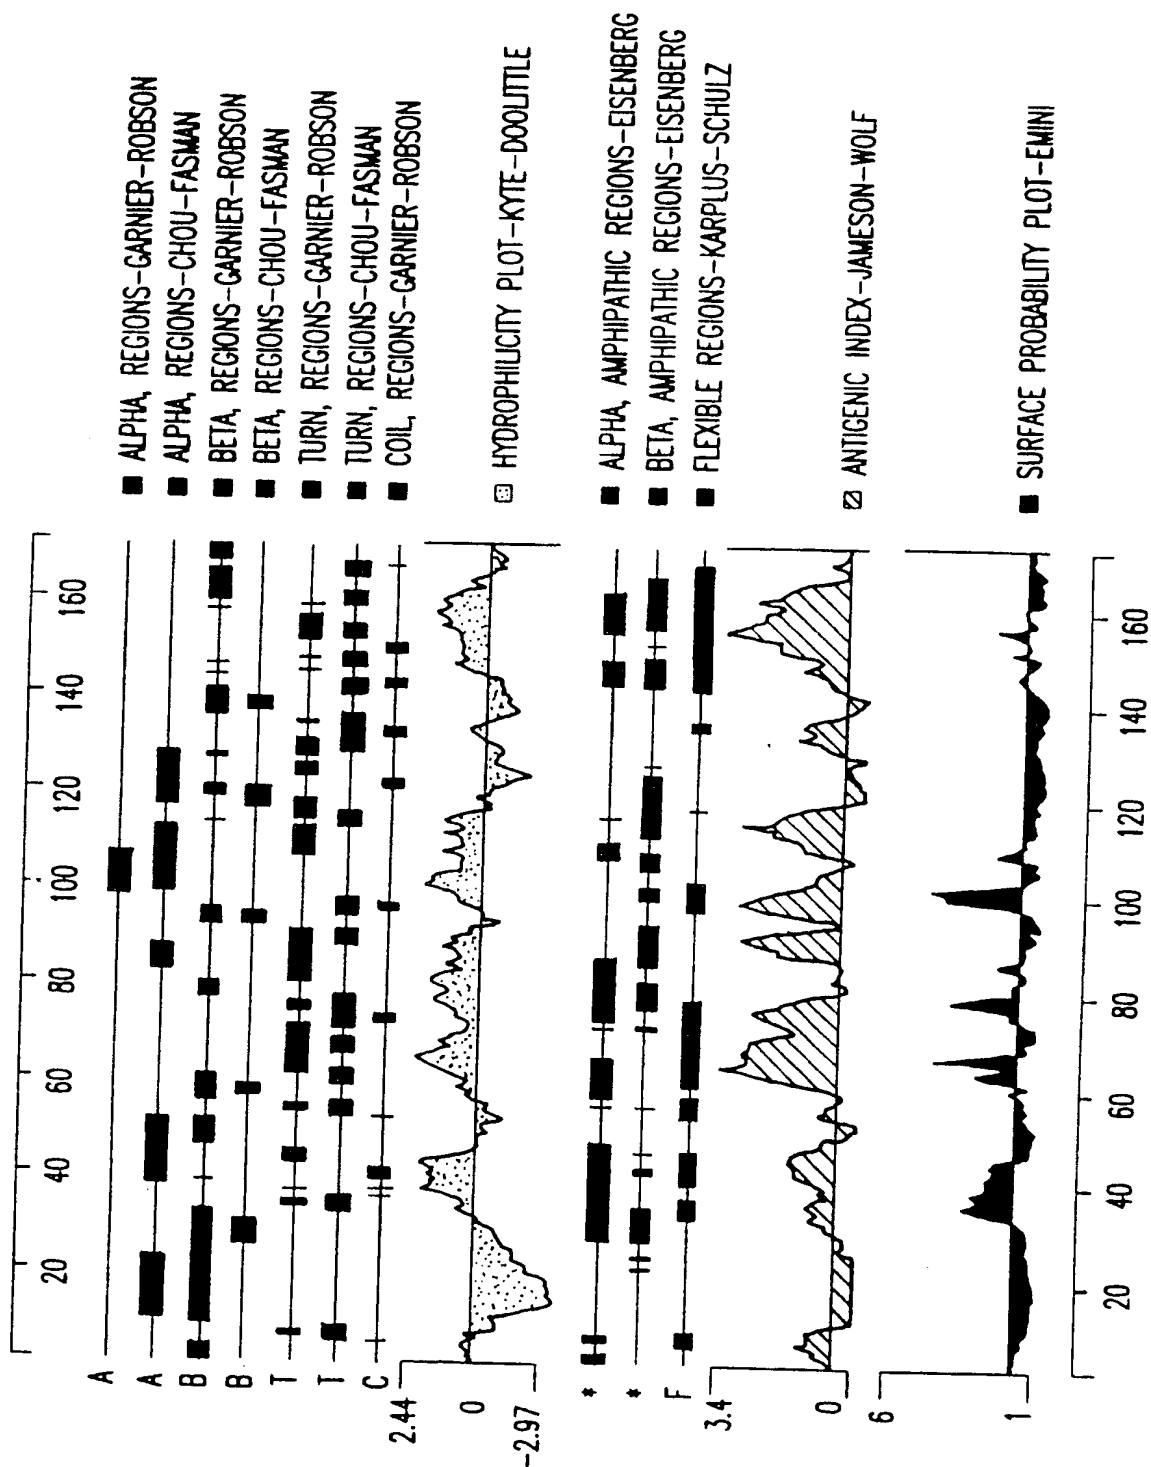 20 40 60 80 100 120 140 160
A ALPHA, REGIONS-GARNIER-ROBSON
A ALPHA, REGIONS-CHOU-FASMAN
B BETA, REGIONS-GARNIER-ROBSON
B BETA, REGIONS-CHOU-FASMAN
T TURN, REGIONS-GARNIER-ROBSON
T TURN, REGIONS-CHOU-FASMAN
C COIL, REGIONS-GARNIER-ROBSON
2.44
0 HYDROPHILICITY PLOT-KYTE-DOOLITTLE
-2.97
* ALPHA, AMPHIPATHIC REGIONS-EISENBERG
* BETA, AMPHIPATHIC REGIONS-EISENBERG
F FLEXIBLE REGIONS-KARPLUS-SCHULZ
3.4
0 ANTIGENIC INDEX-JAMESON-WOLF
6
1 SURFACE PROBABILITY PLOT-EMINI
20 40 60 80 100 120 140 160